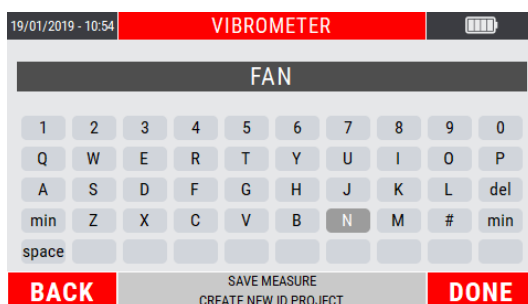 19/01/2019 - 10:54 VIBROMETER
FAN
1 2 3 4 5 6 7 8 9 0
Q W E R T Y U I O P
A S D F G H J K L del
min Z X C V B N M # min
space
BACK SAVE MEASURE DONE
CREATE NEW ID PROJECT